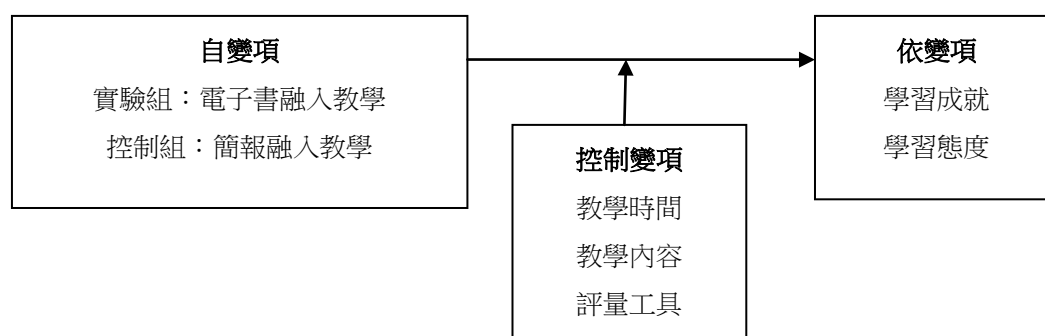 自變項
實驗組：電子書融入教學
控制組：簡報融入教學
控制變項
教學時間
教學內容
評量工具
依變項
學習成就
學習態度